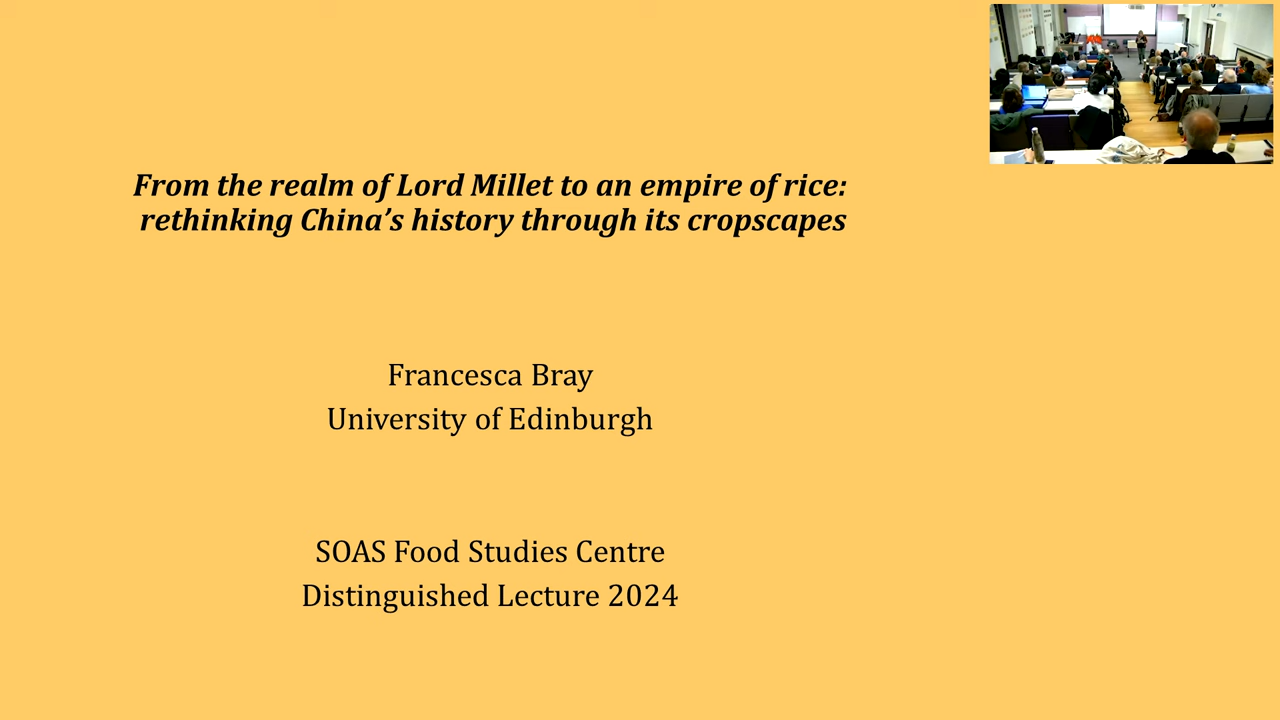 From the realm of Lord Millet to an empire of rice:
rethinking China’s history through its cropscapes
Francesca Bray
University of Edinburgh
SOAS Food Studies Centre
Distinguished Lecture 2024